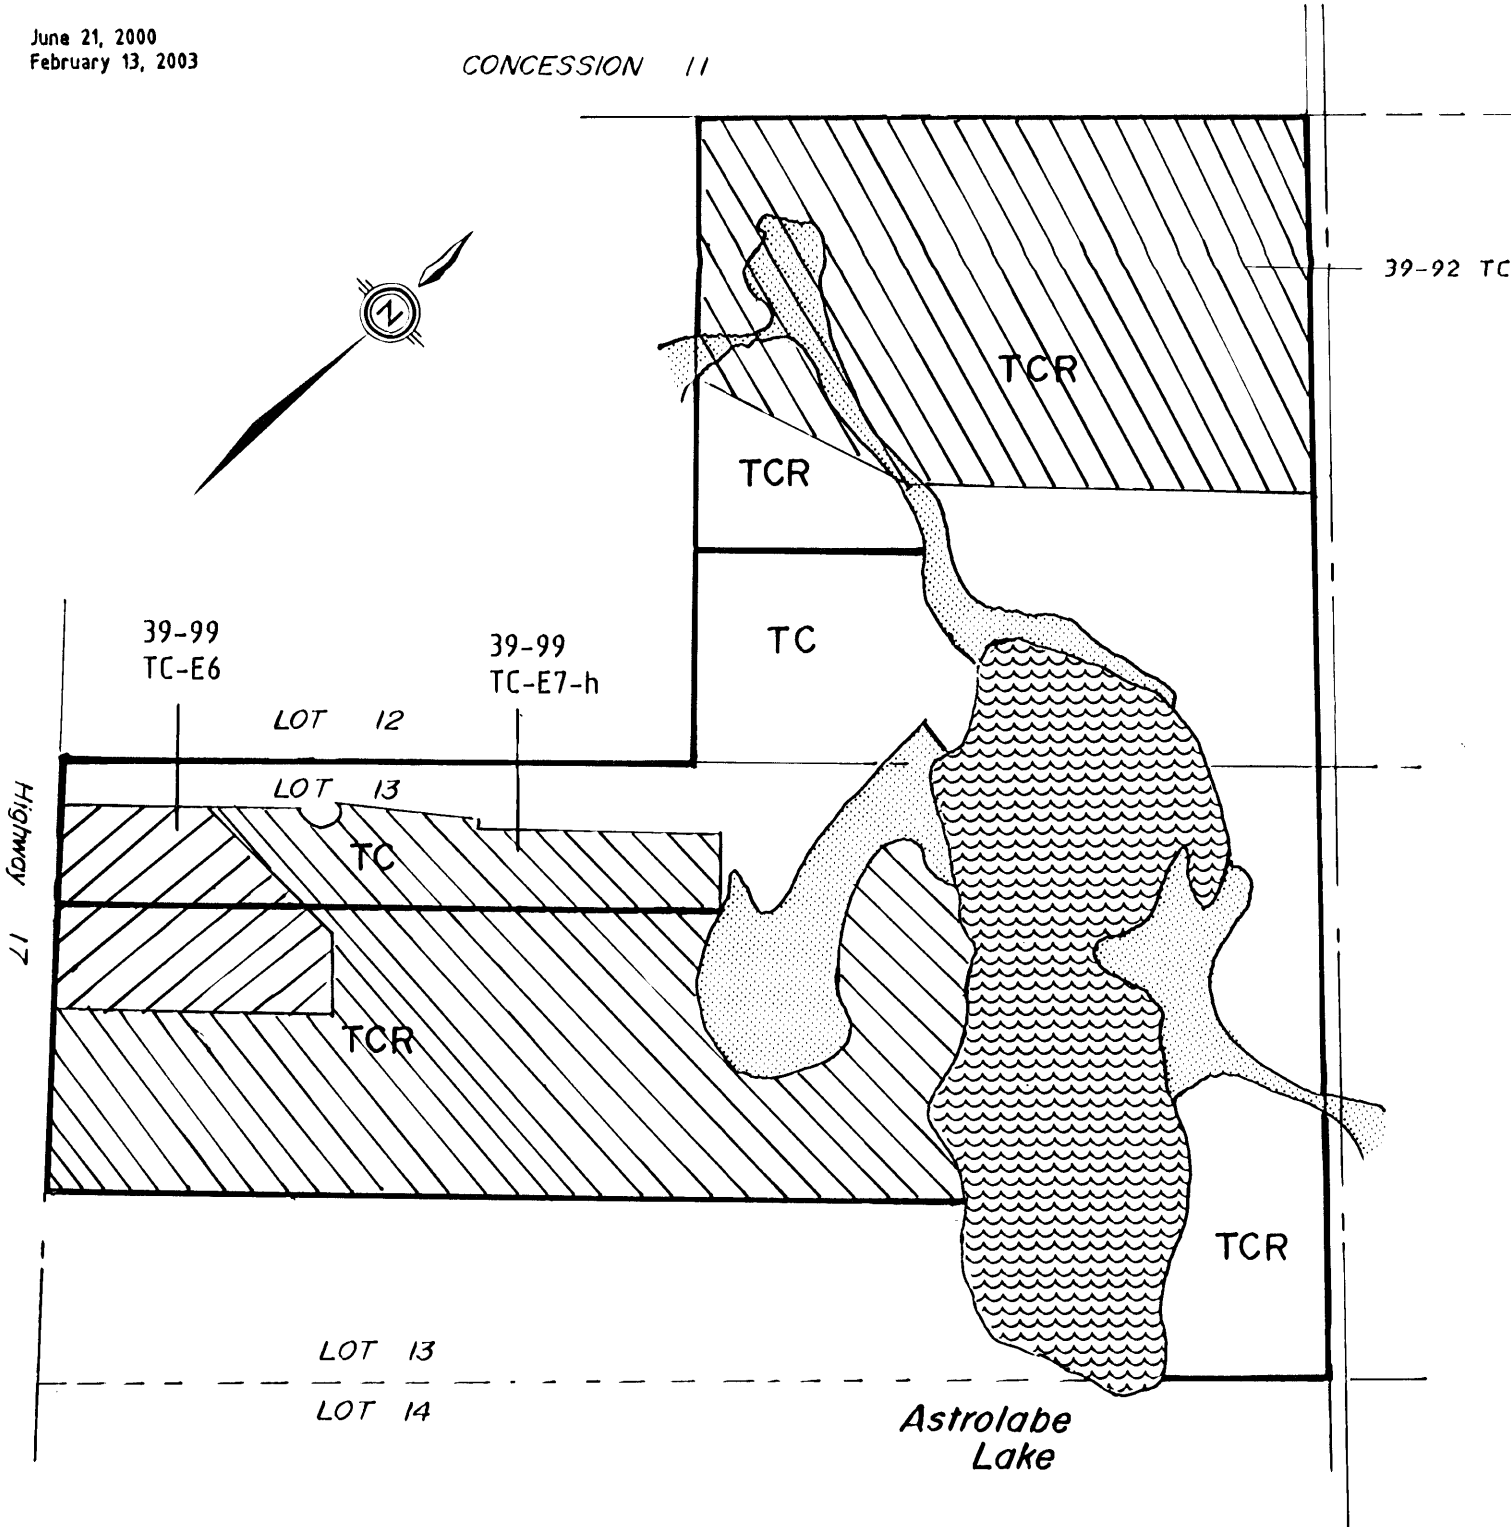 June 21, 2000
February 13, 2003
CONCESSION 11
39-92 TC
N
TCR
TCR
TC
39-99
TC-E6
39-99
TC-E7-h
LOT 12
LOT 13
Highway 17
TC
TCR
TCR
LOT 13
LOT 14
Astrolabe
Lake